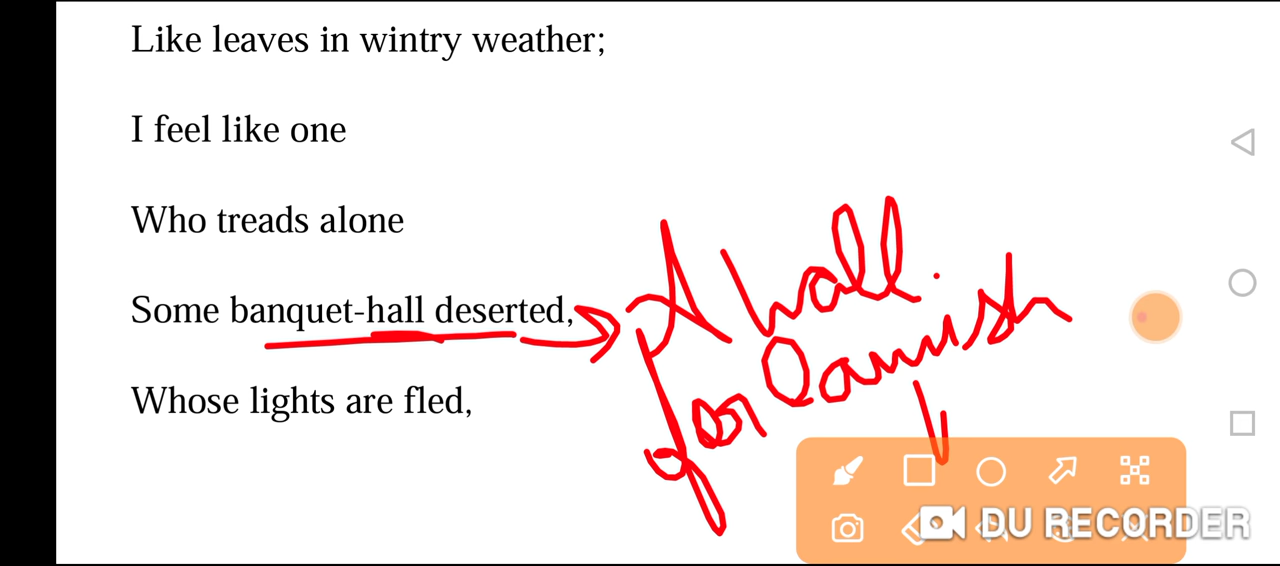 Like leaves in wintry weather;
I feel like one
Who treads alone
Some banquet-hall deserted,
A hall
for
Whose lights are fled,
DU RECORDER